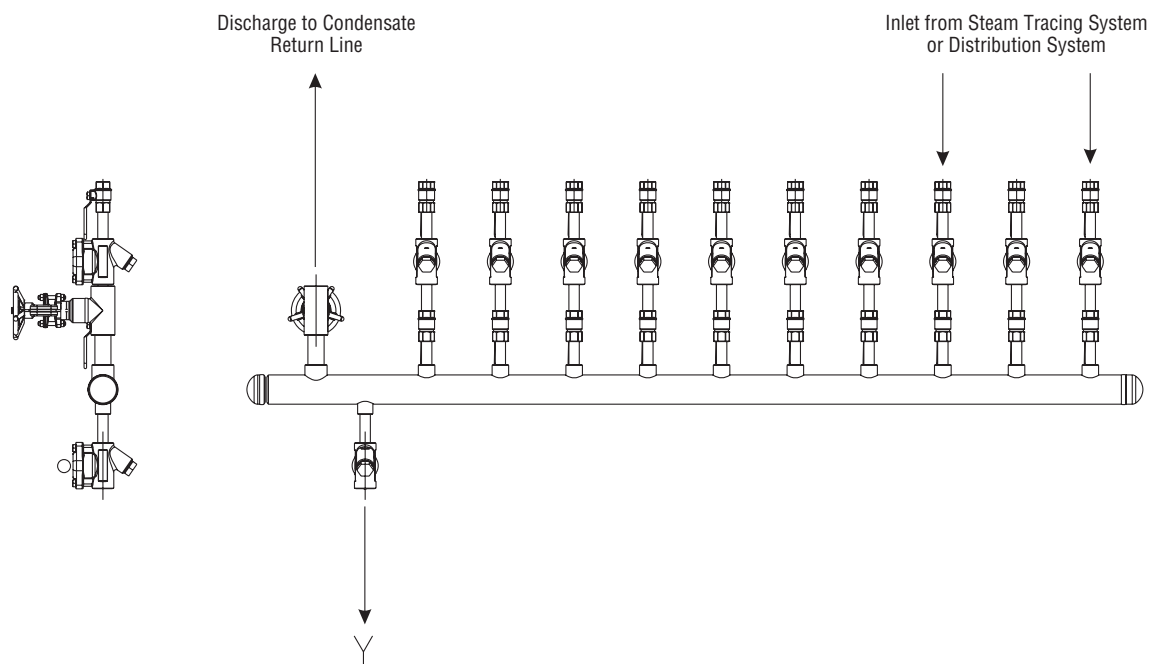 Discharge to Condensate
Return Line
Inlet from Steam Tracing System
or Distribution System